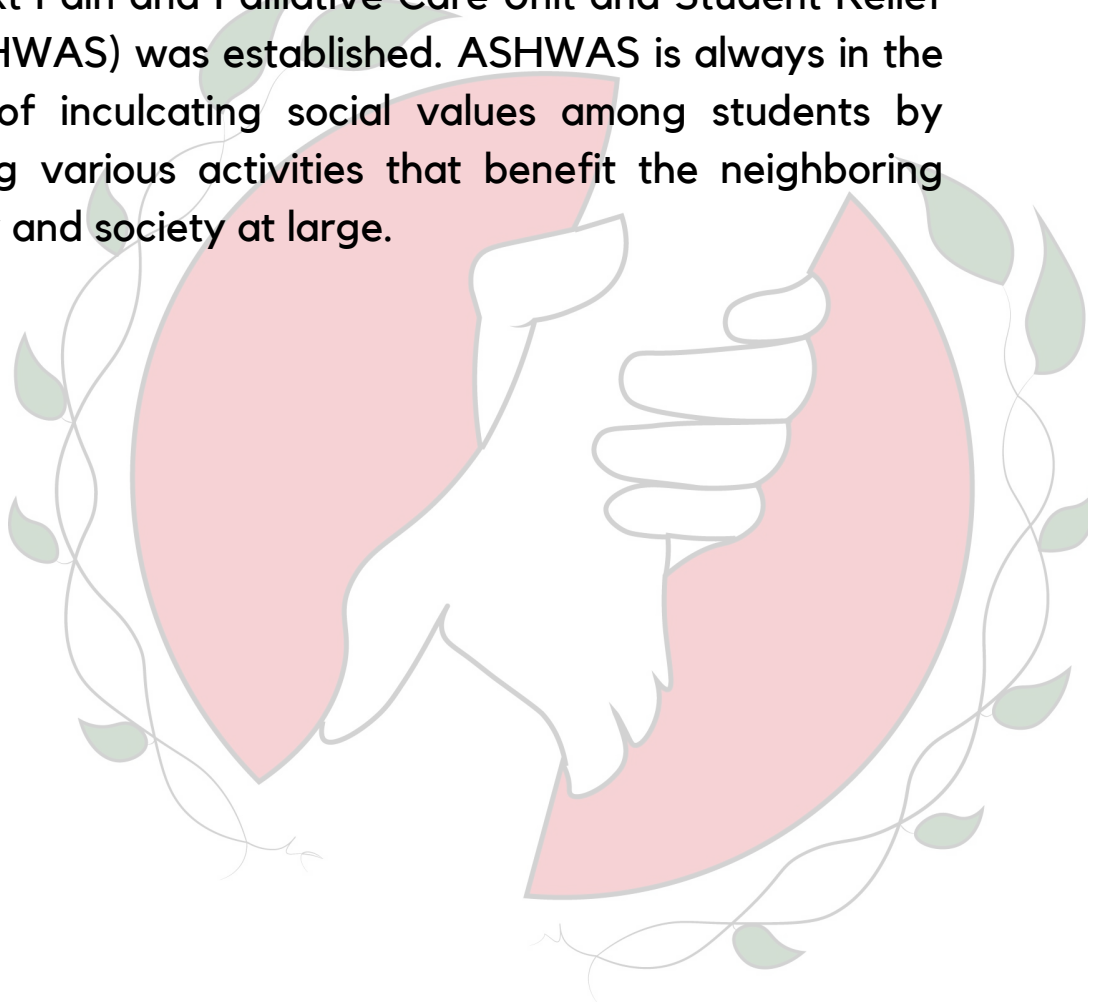 Pain and Palliative Care Unit and Student Relief
HWAS) was established. ASHWAS is always in the
of inculcating social values among students by
g various activities that benefit the neighboring
and society at large.